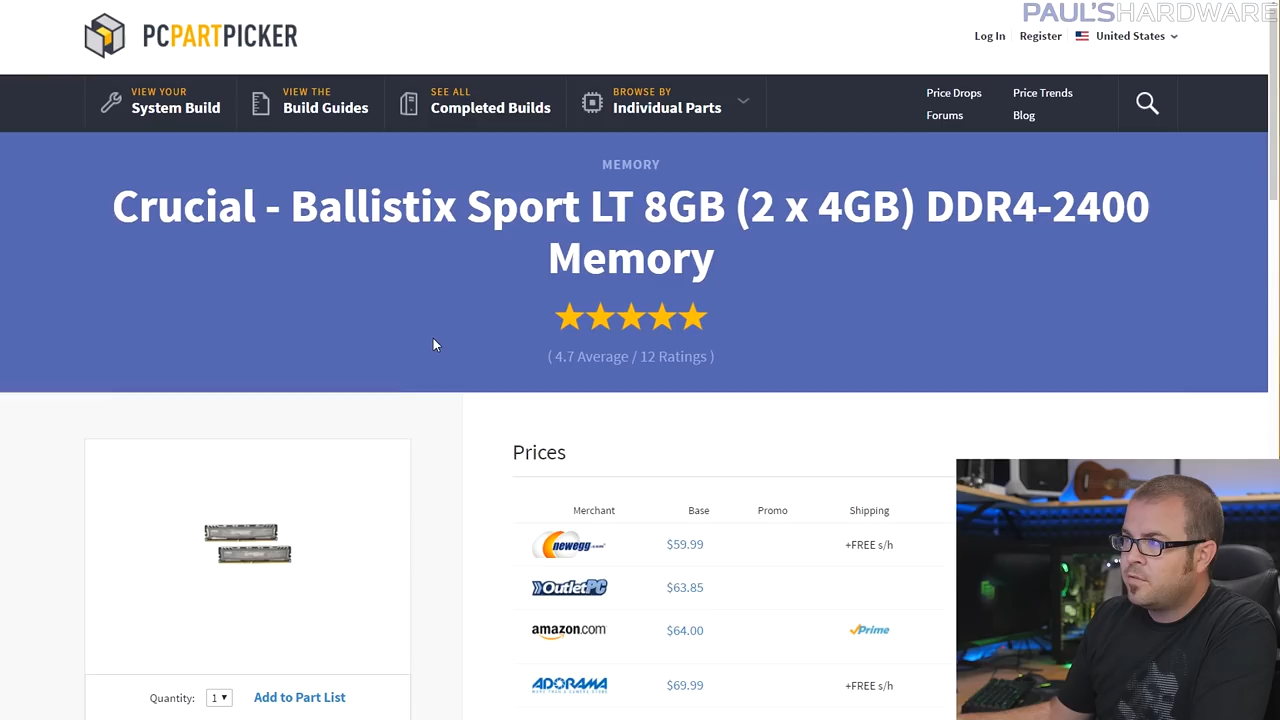 PAUL'S HARDWARE
PCPARTPICKER
Log In
Register
United States
VIEW YOUR
System Build
VIEW THE
Build Guides
SEE ALL
Completed Builds
BROWSE BY
Individual Parts
Price Drops
Price Trends
Forums
Blog
MEMORY
Crucial - Ballistix Sport LT 8GB (2 x 4GB) DDR4-2400
Memory
( 4.7 Average / 12 Ratings )
Prices
Merchant Base Promo Shipping
newegg.com $59.99 +FREE s/h
OutletPC $63.85
amazon.com $64.00 Prime
ADORAMA $69.99 +FREE s/h
Quantity: 1 Add to Part List